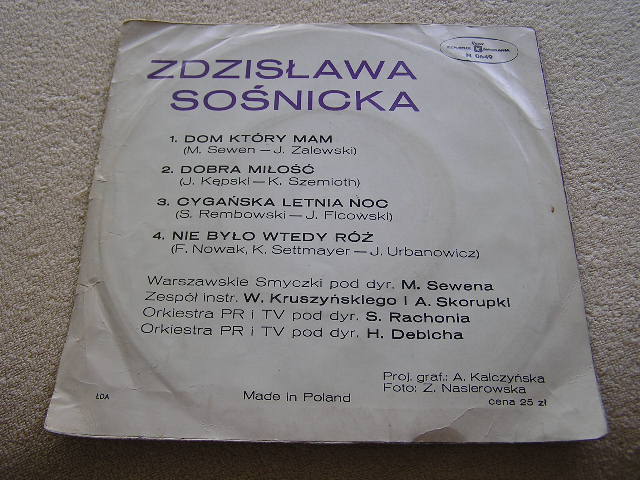 N 0649
ZDZISŁAWA
SOŚNICKA
1. DOM KTÓRY MAM
(M. Sewen – J. Zalewski)
2. DOBRA MIŁOŚĆ
(J. Kępski – K. Szemioth)
3. CYGAŃSKA LETNIA NOC
(S. Rembowski – J. Ficowski)
4. NIE BYŁO WTEDY RÓŻ
(F. Nowak, K. Settmayer – J. Urbanowicz)
Warszawskie Smyczki pod dyr. M. Sewena
Zespół instr. W. Kruszyńskiego i A. Skorupki
Orkiestra PR i TV pod dyr. S. Rachonia
Orkiestra PR i TV pod dyr. H. Debicha
Proj. graf.: A. Kalczyńska
Foto: Z. Nasierowska
cena 25 zł
ŁDA
Made in Poland